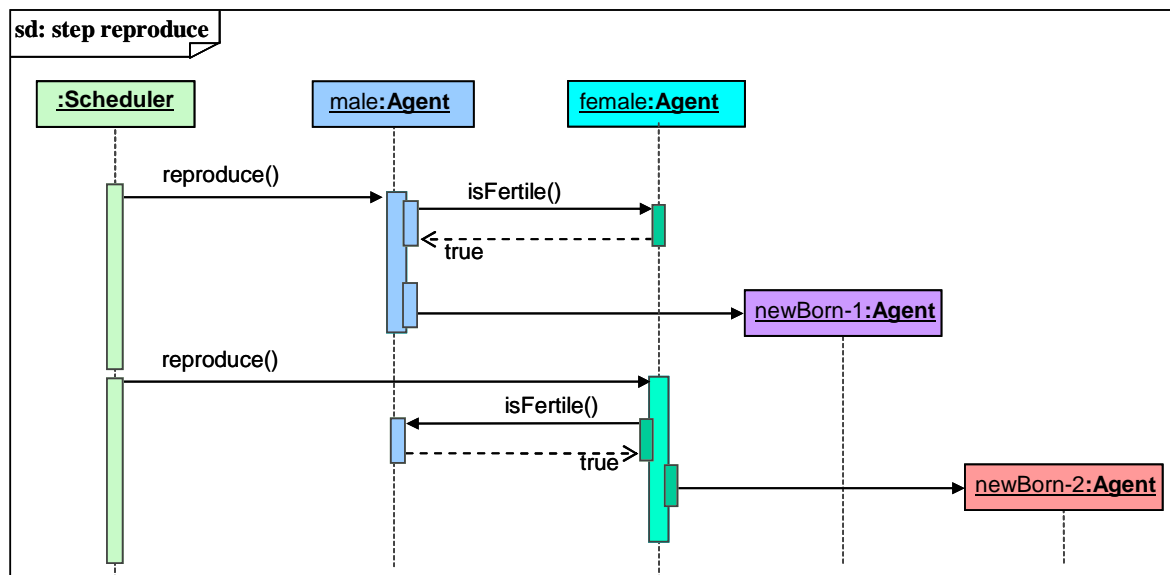 sd: step reproduce
:Scheduler
male:Agent
female:Agent
reproduce()
isFertile()
true
newBorn-1:Agent
reproduce()
isFertile()
true
newBorn-2:Agent